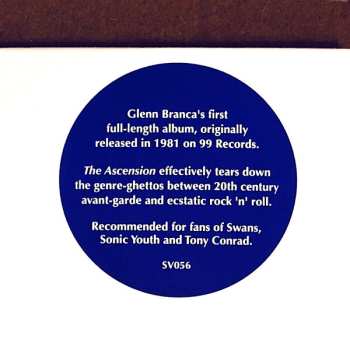 Glenn Branca's first
full-length album, originally
released in 1981 on 99 Records.
The Ascension effectively tears down
the genre-ghettos between 20th century
avant-garde and ecstatic rock 'n' roll.
Recommended for fans of Swans,
Sonic Youth and Tony Conrad.
SV056